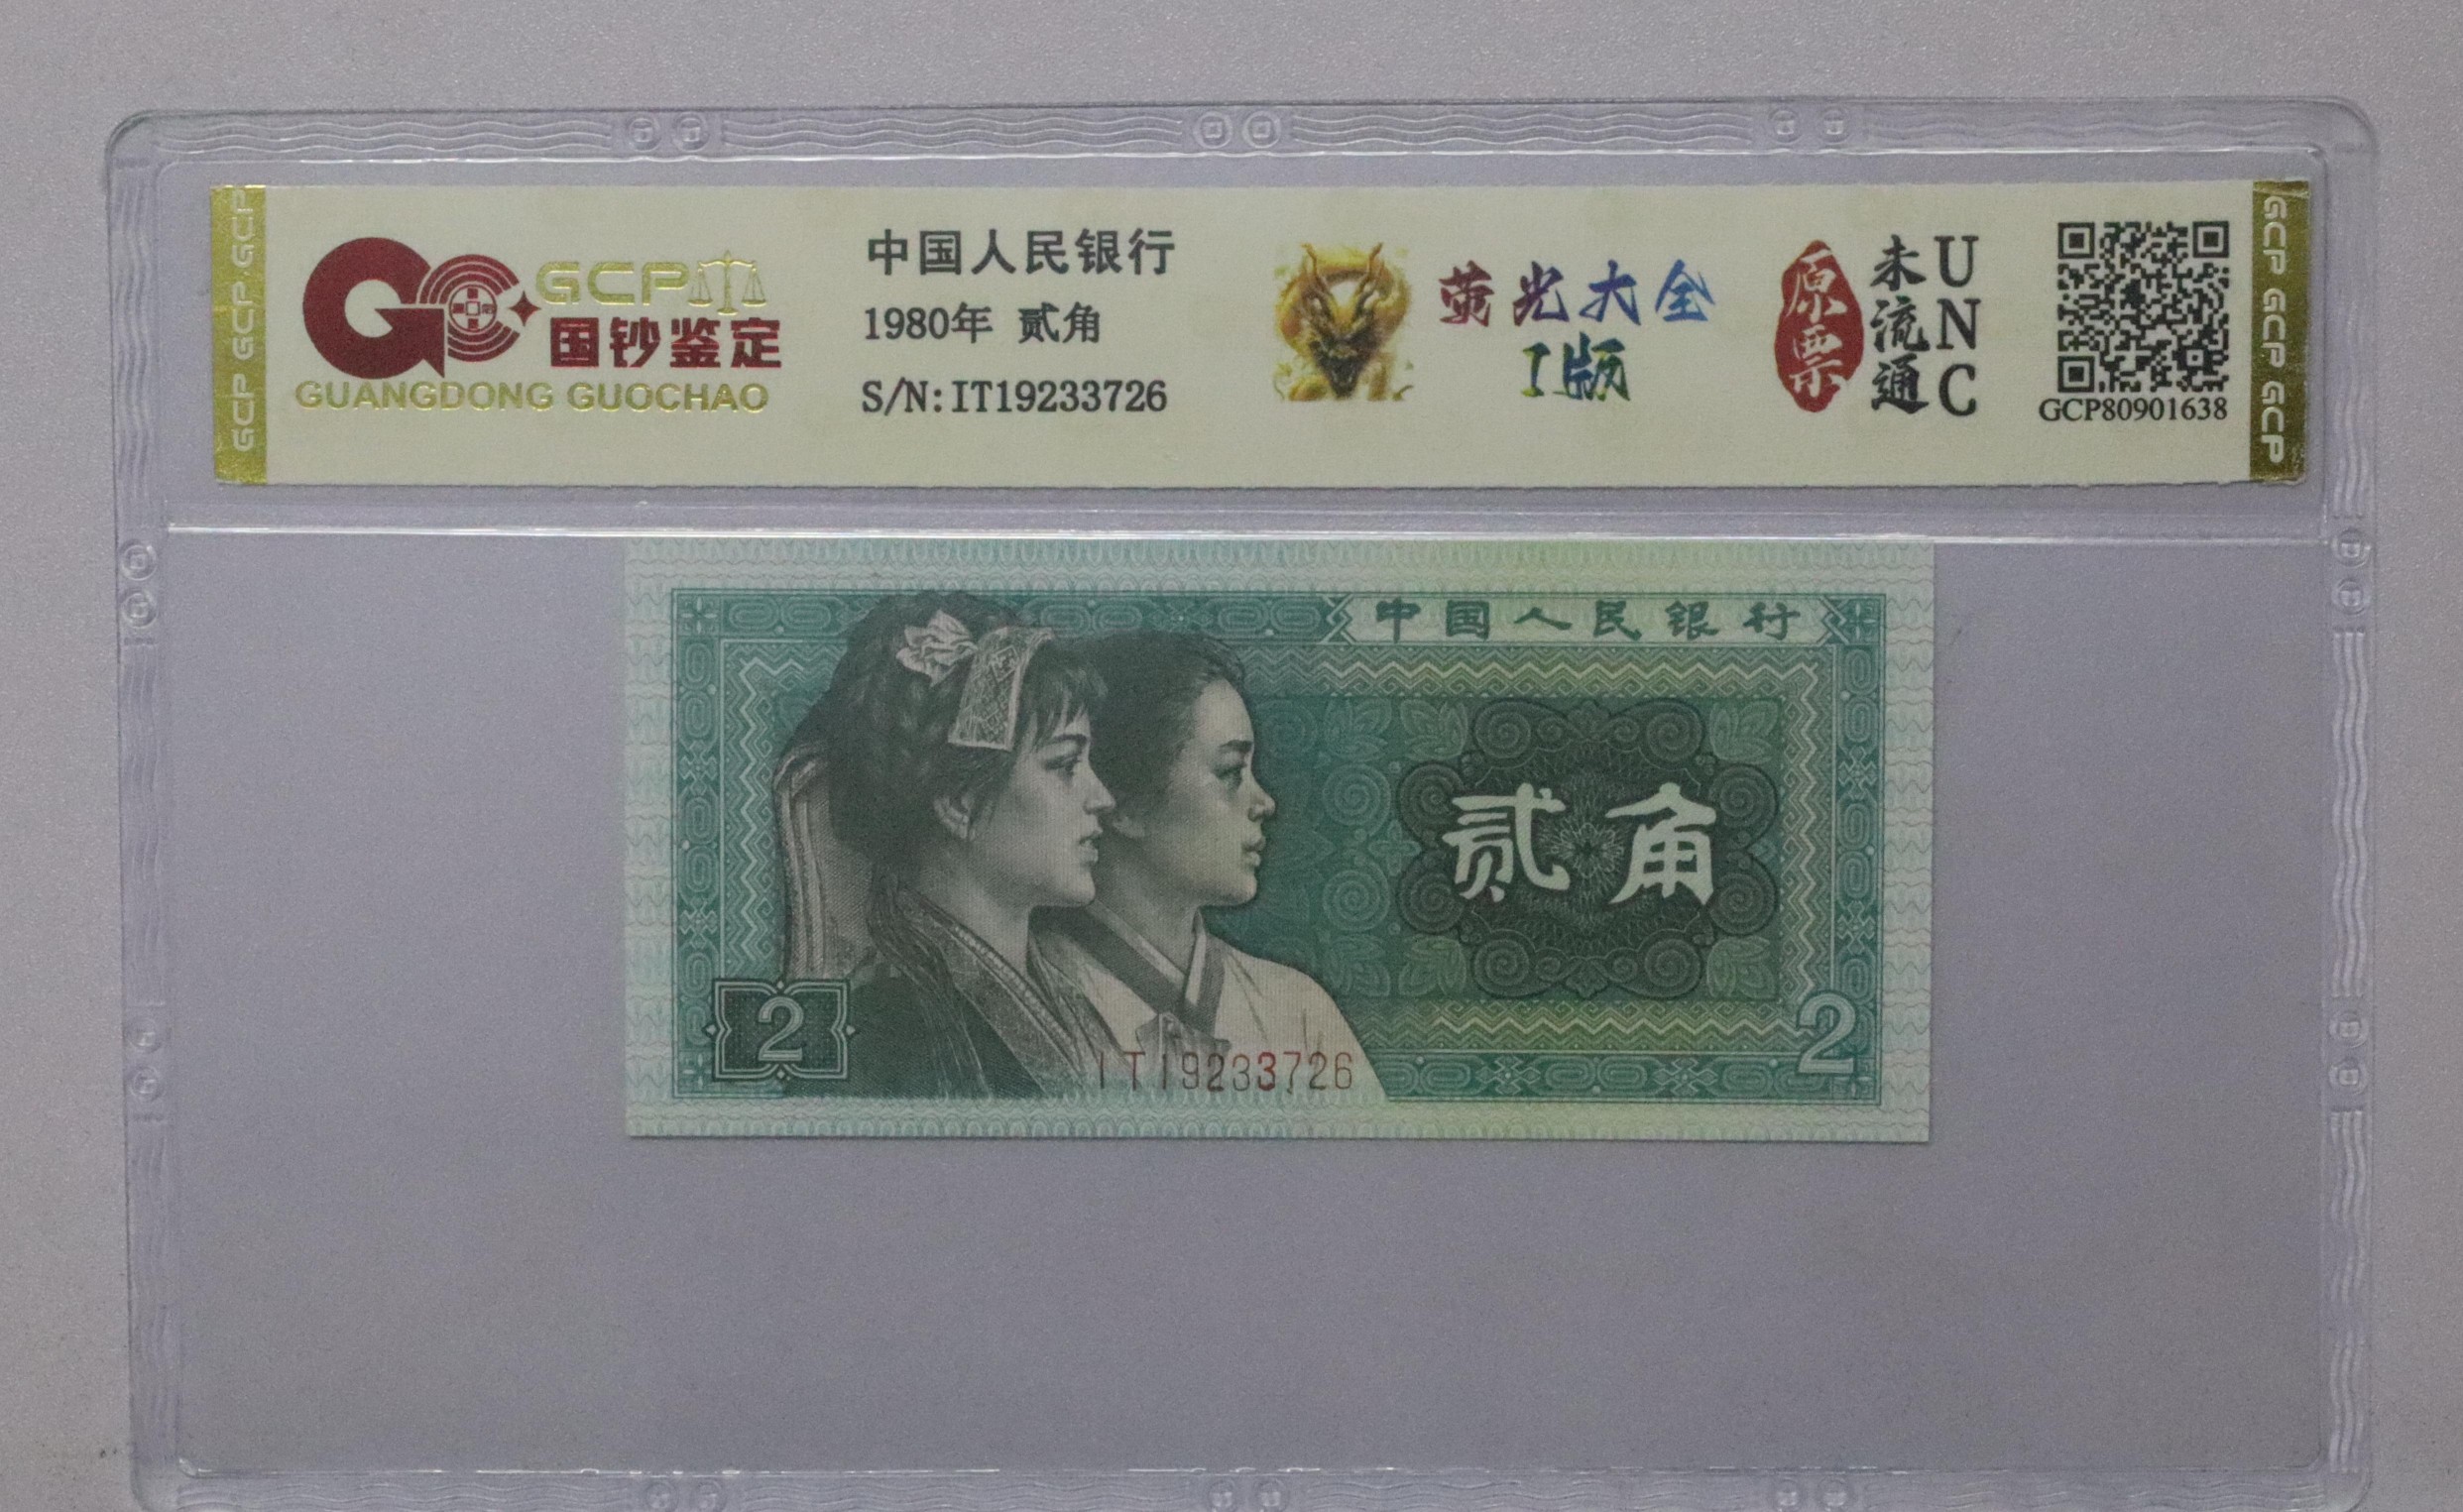 GCP GCP GCP
GCP
国钞鉴定
GUANGDONG GUOCHAO
中国人民银行
1980年 贰角
S/N:IT19233726
荧光大全
I版
原票
未流通
UNC
GCP80901638
GCP GCP GCP
中国人民银行
贰角
2
2
IT19233726